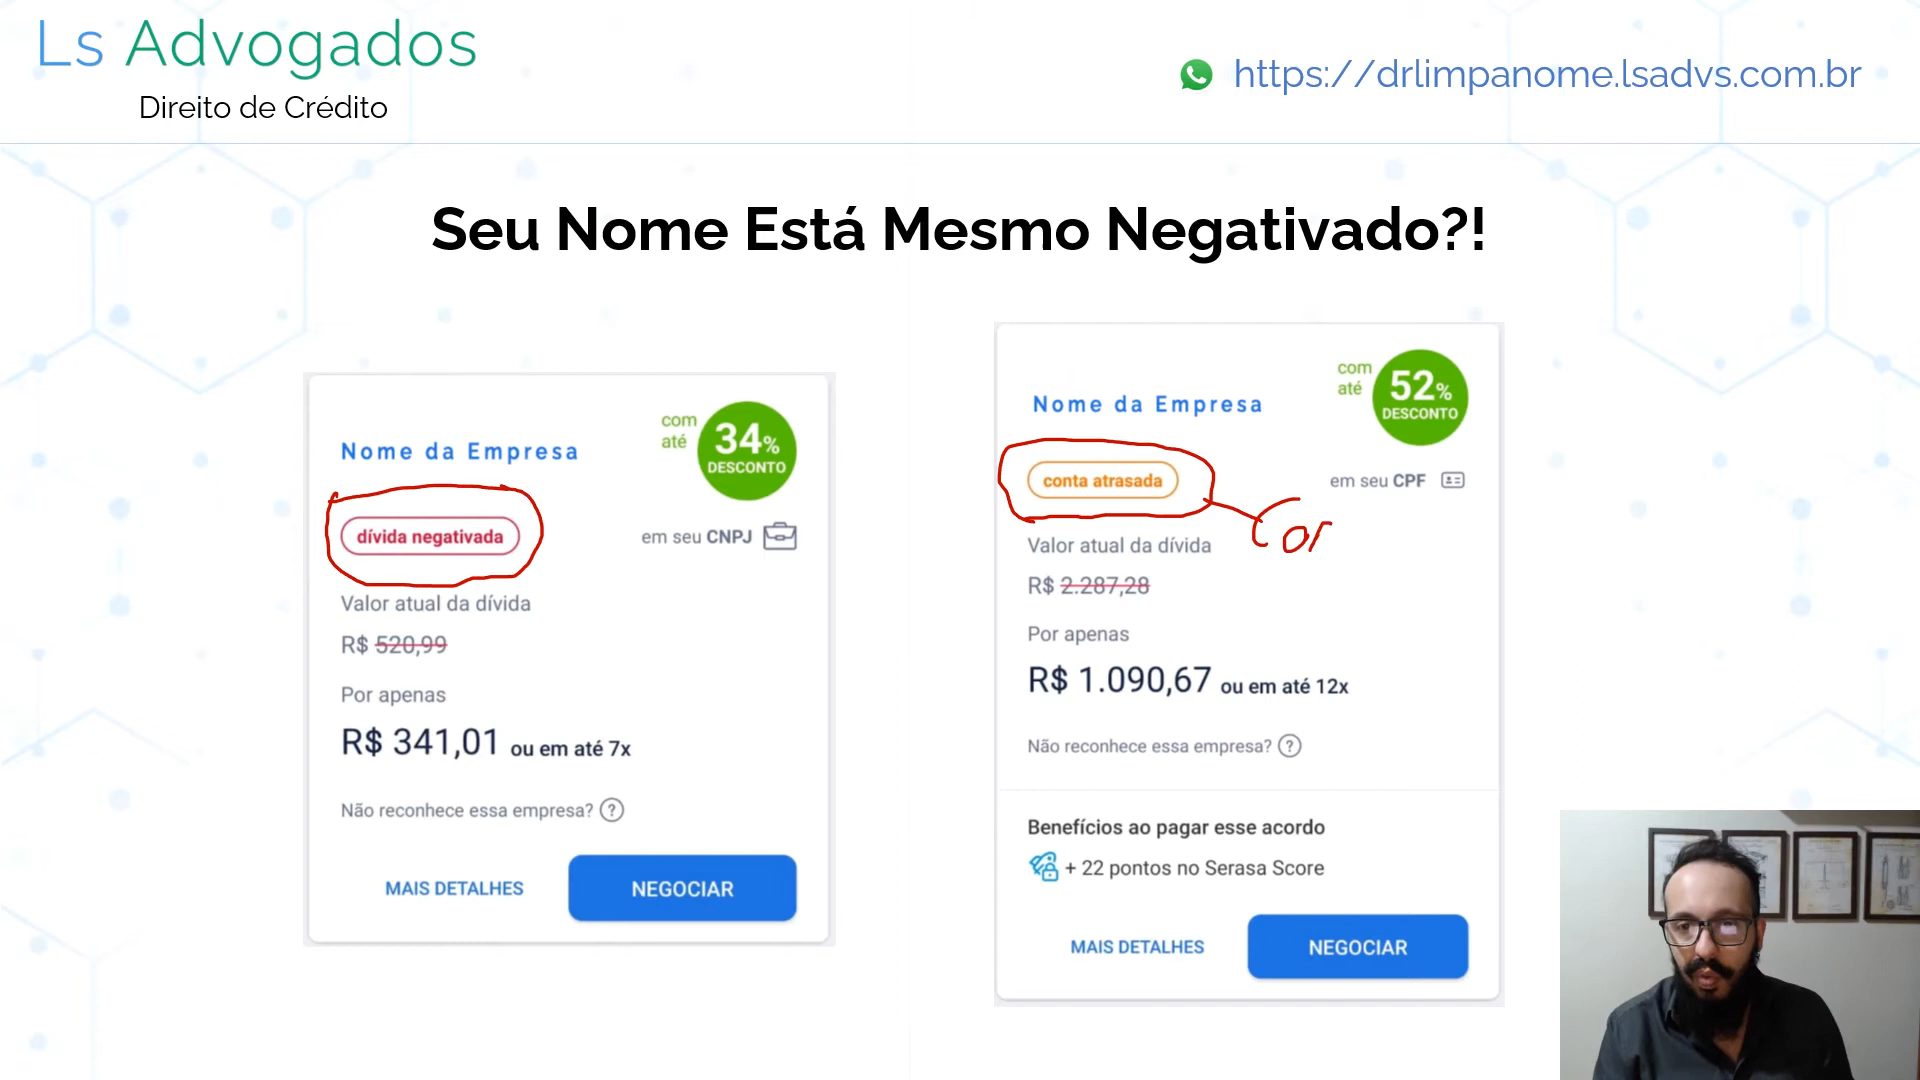 Ls Advogados
Direito de Crédito
https://drlimpanome.lsadvs.com.br
Seu Nome Está Mesmo Negativado?!
Nome da Empresa
com até
34% DESCONTO
dívida negativada
em seu CNPJ
Valor atual da dívida
R$ 520,99
Por apenas
R$ 341,01 ou em até 7x
Não reconhece essa empresa? ?
MAIS DETALHES
NEGOCIAR
Nome da Empresa
com até
52% DESCONTO
conta atrasada
em seu CPF
Cor
Valor atual da dívida
R$ 2.287,28
Por apenas
R$ 1.090,67 ou em até 12x
Não reconhece essa empresa? ?
Benefícios ao pagar esse acordo
+ 22 pontos no Serasa Score
MAIS DETALHES
NEGOCIAR